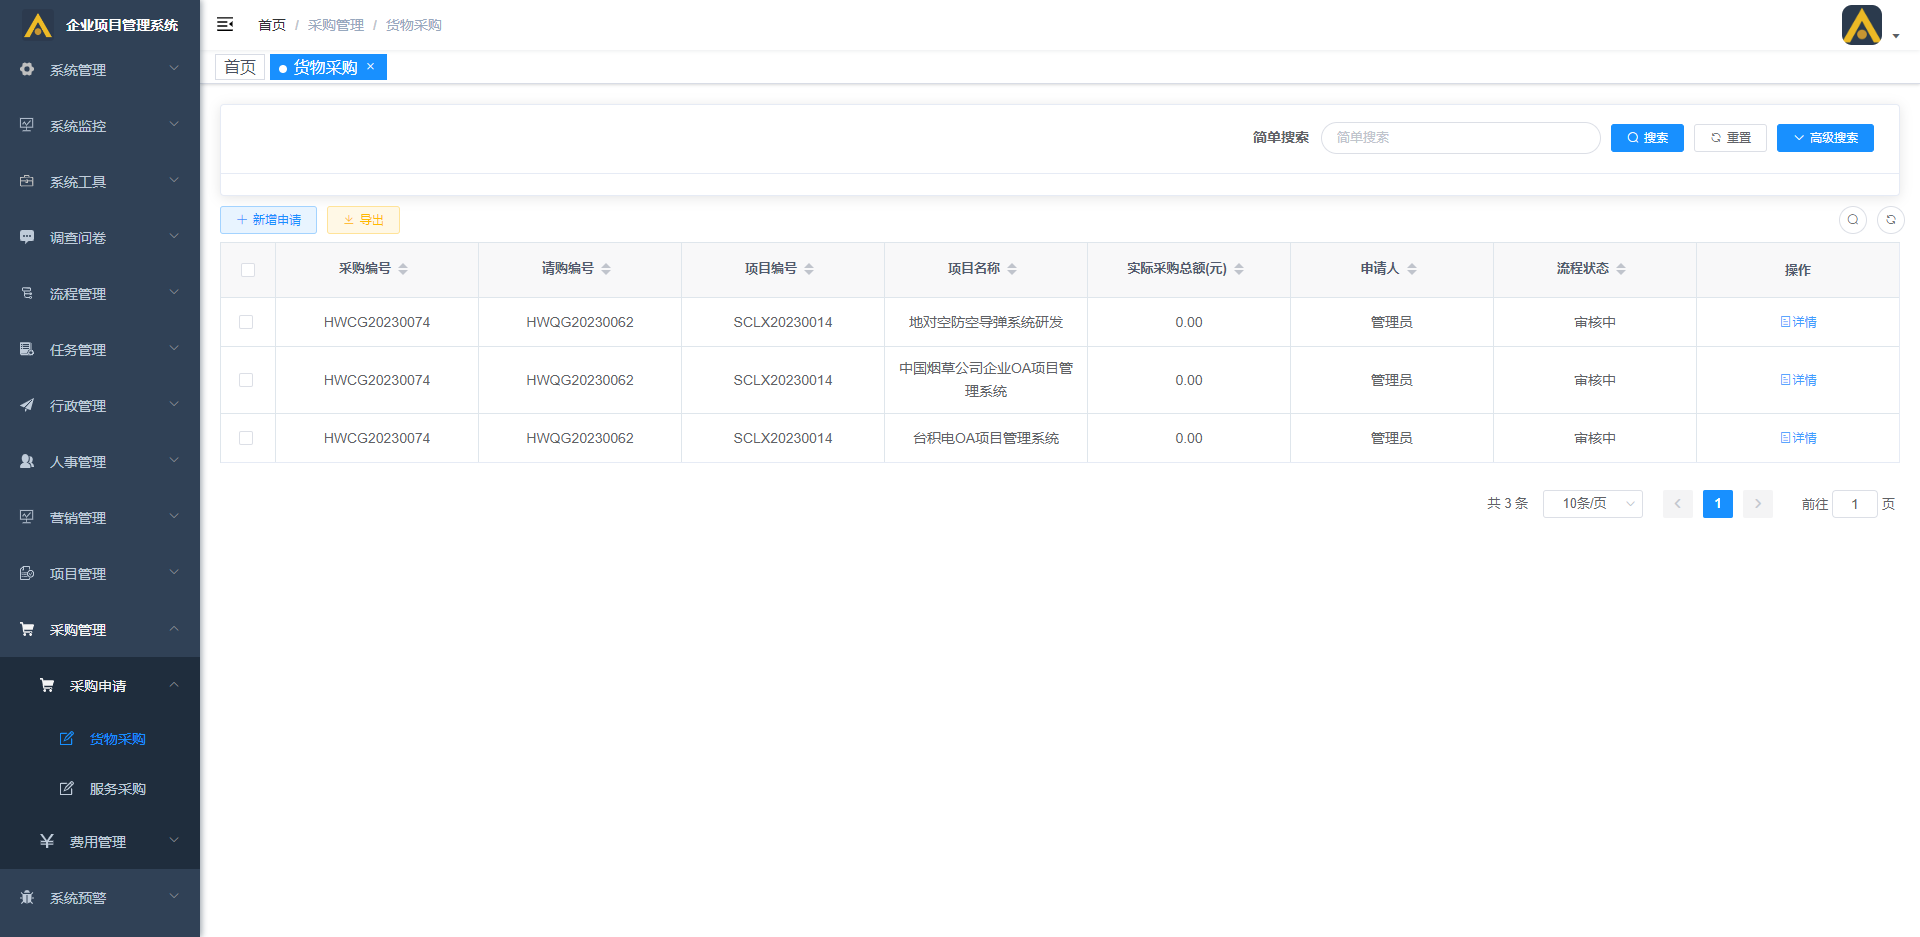 企业项目管理系统
系统管理
系统监控
系统工具
调查问卷
流程管理
任务管理
行政管理
人事管理
营销管理
项目管理
采购管理
采购申请
货物采购
服务采购
费用管理
系统预警
首页 / 采购管理 / 货物采购
首页 货物采购 ×
简单搜索 简单搜索 搜索 重置 高级搜索
新增申请 导出
采购编号 请购编号 项目编号 项目名称 实际采购总额(元) 申请人 流程状态 操作
HWCG20230074 HWQG20230062 SCLX20230014 地对空防空导弹系统研发 0.00 管理员 审核中 详情
HWCG20230074 HWQG20230062 SCLX20230014 中国烟草公司企业OA项目管 0.00 管理员 审核中 详情
理系统
HWCG20230074 HWQG20230062 SCLX20230014 台积电OA项目管理系统 0.00 管理员 审核中 详情
共 3 条 10条/页 1 前往 1 页